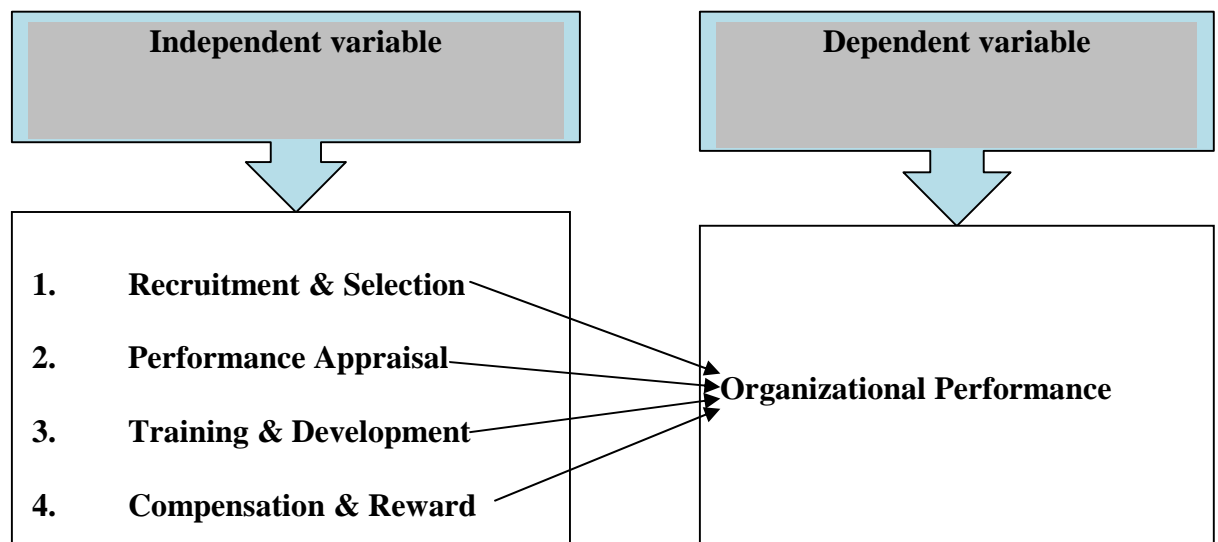 Independent variable
Dependent variable
1. Recruitment & Selection
2. Performance Appraisal
3. Training & Development
4. Compensation & Reward
Organizational Performance